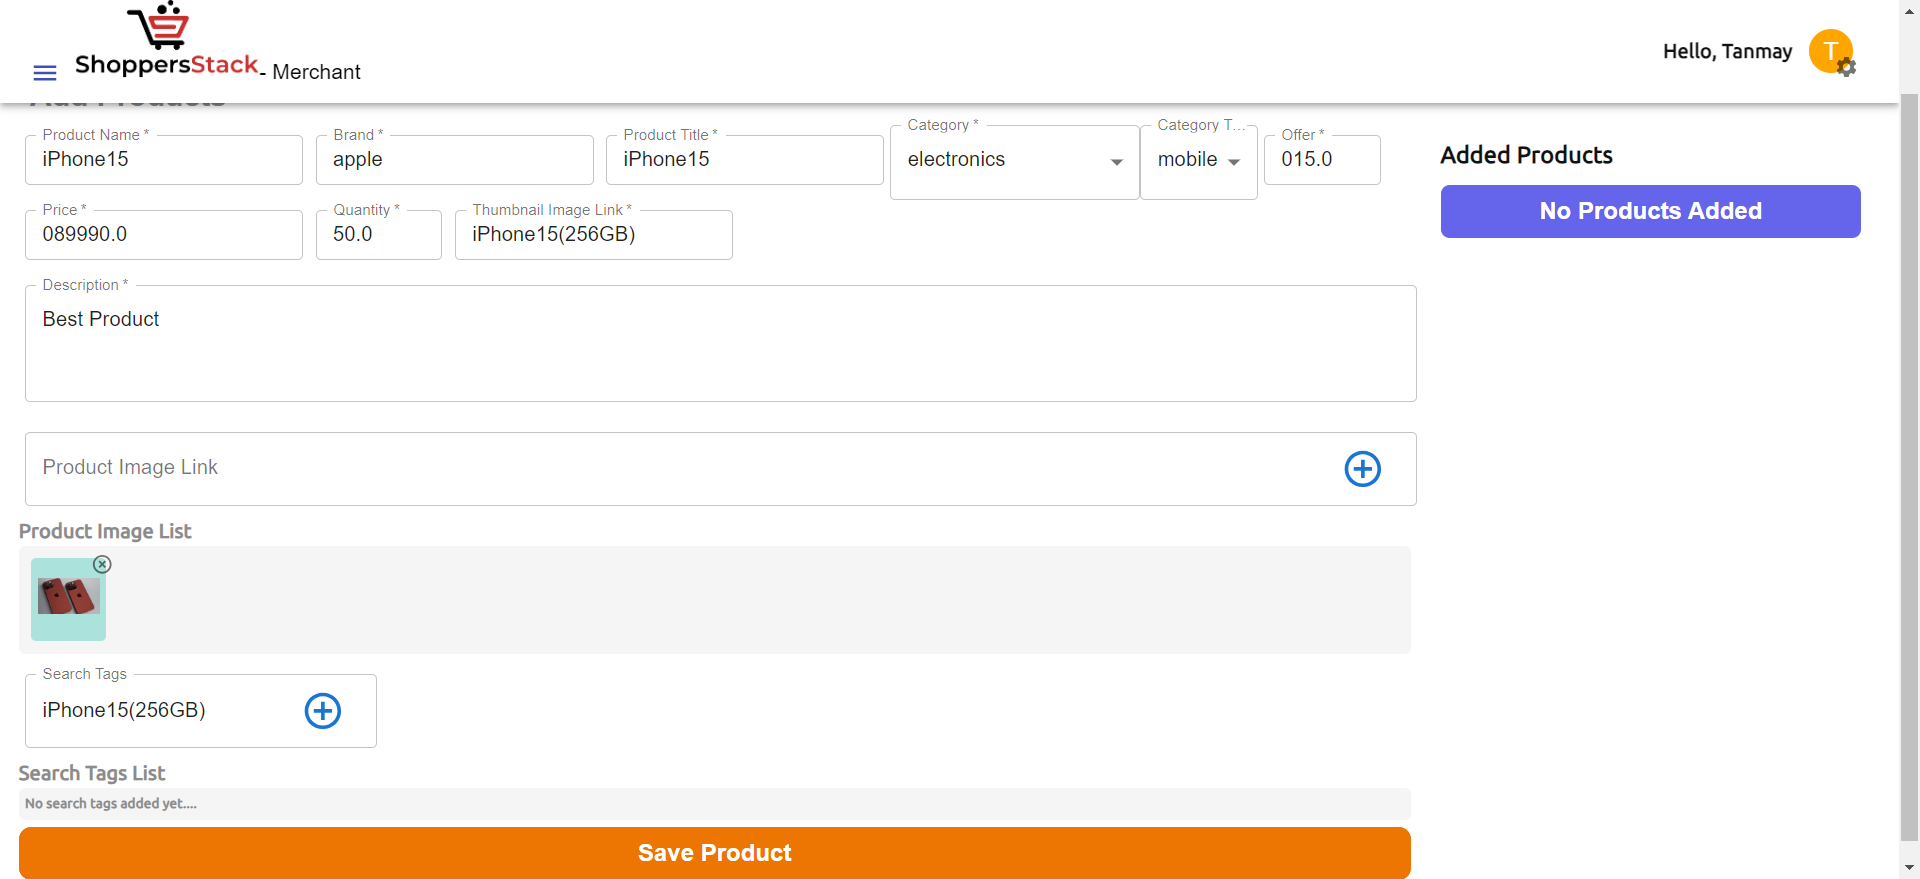 ShoppersStack - Merchant
Hello, Tanmay
T
Add Products
Product Name *
iPhone15
Brand *
apple
Product Title *
iPhone15
Category *
electronics
Category T...
mobile
Offer *
015.0
Price *
089990.0
Quantity *
50.0
Thumbnail Image Link *
iPhone15(256GB)
Description *
Best Product
Product Image Link
Product Image List
Search Tags
iPhone15(256GB)
Search Tags List
No search tags added yet....
Save Product
Added Products
No Products Added